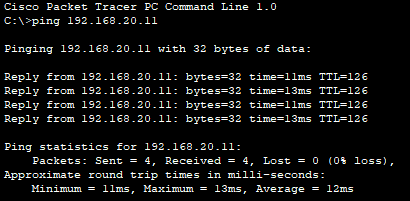 Cisco Packet Tracer PC Command Line 1.0
C:\>ping 192.168.20.11
Pinging 192.168.20.11 with 32 bytes of data:
Reply from 192.168.20.11: bytes=32 time=11ms TTL=126
Reply from 192.168.20.11: bytes=32 time=13ms TTL=126
Reply from 192.168.20.11: bytes=32 time=11ms TTL=126
Reply from 192.168.20.11: bytes=32 time=13ms TTL=126
Ping statistics for 192.168.20.11:
Packets: Sent = 4, Received = 4, Lost = 0 (0% loss),
Approximate round trip times in milli-seconds:
Minimum = 11ms, Maximum = 13ms, Average = 12ms